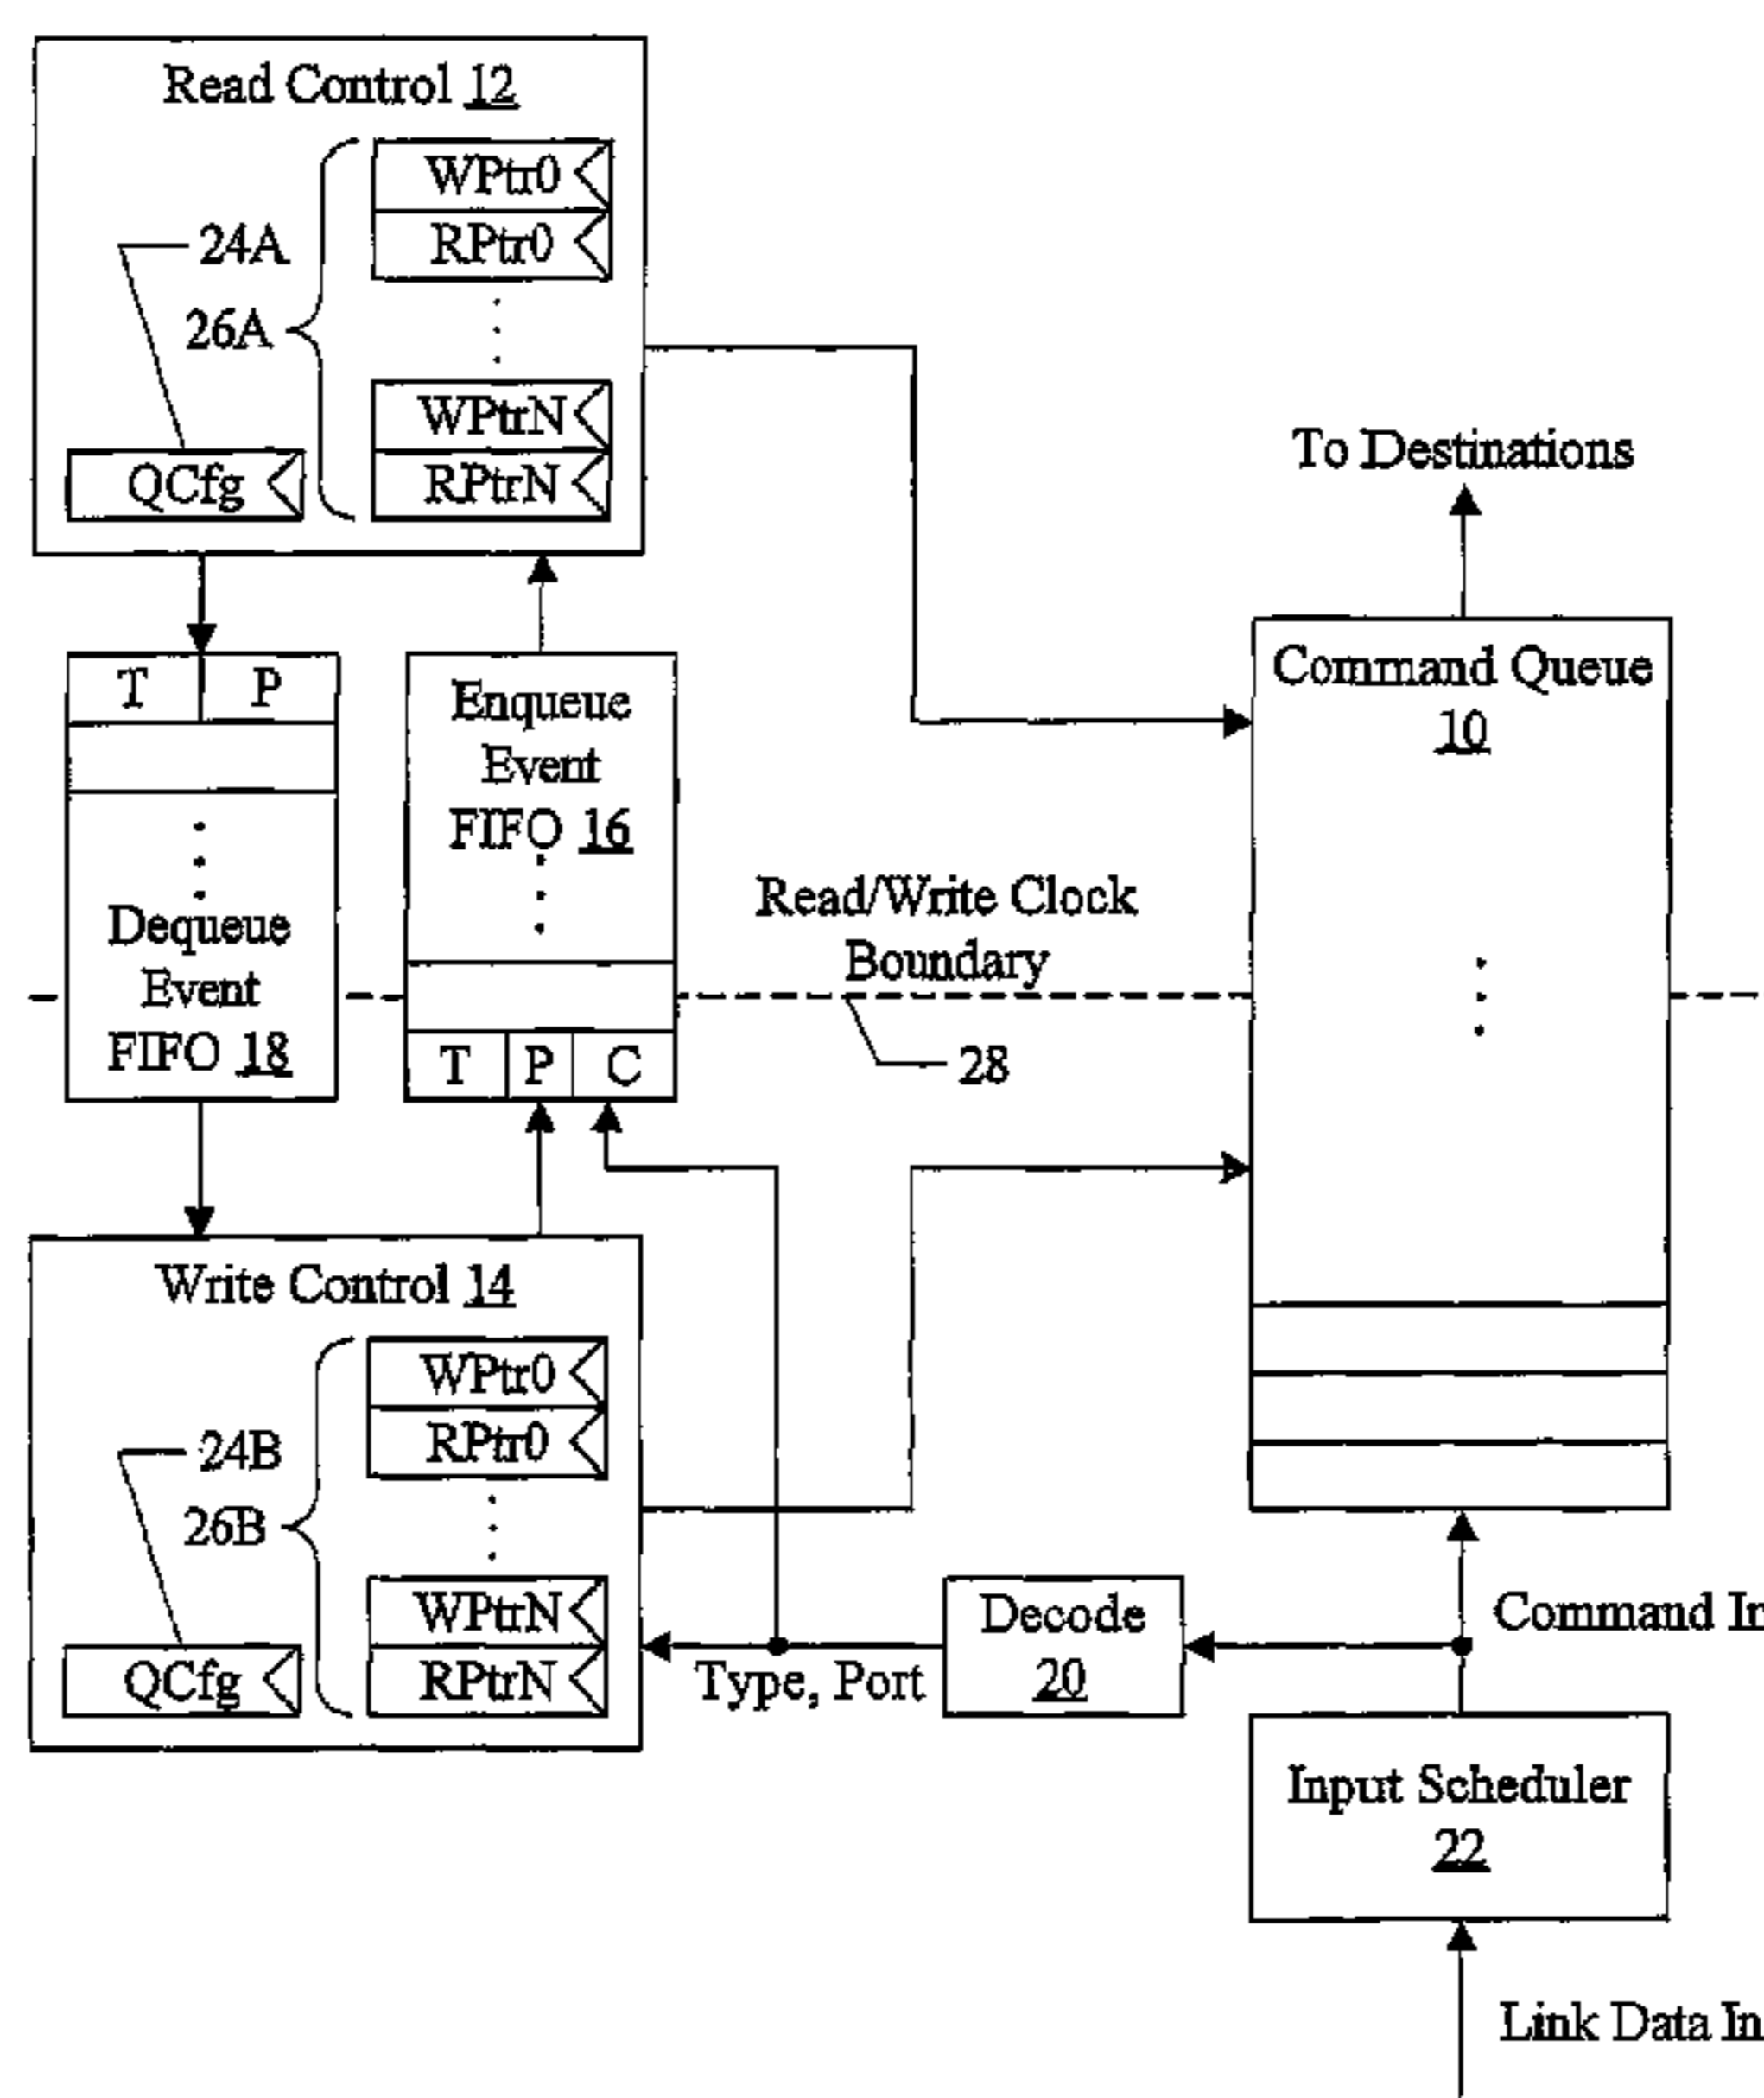 Read Control 12
WPtr0
RPtr0
24A
26A
WPtrN
RPtrN
QCfg
To Destinations
T P
Enqueue
Event
FIFO 16
Command Queue
10
Dequeue
Event
FIFO 18
Read/Write Clock
Boundary
T P C
28
Write Control 14
WPtr0
RPtr0
24B
26B
WPtrN
RPtrN
QCfg
Type, Port
Decode
20
Command In
Input Scheduler
22
Link Data In